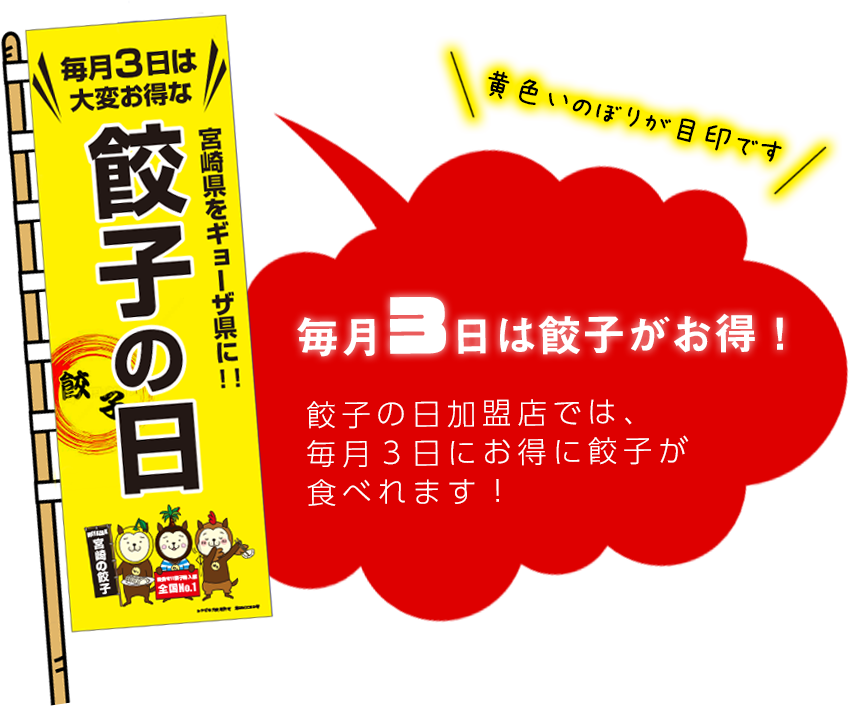 毎月3日は
大変お得な
餃子の日
宮崎県をギョーザ県に!!
餃子
宮崎の餃子
全国No.1
黄色いのぼりが目印です
毎月3日は餃子がお得！
餃子の日加盟店では、
毎月３日にお得に餃子が
食べれます！